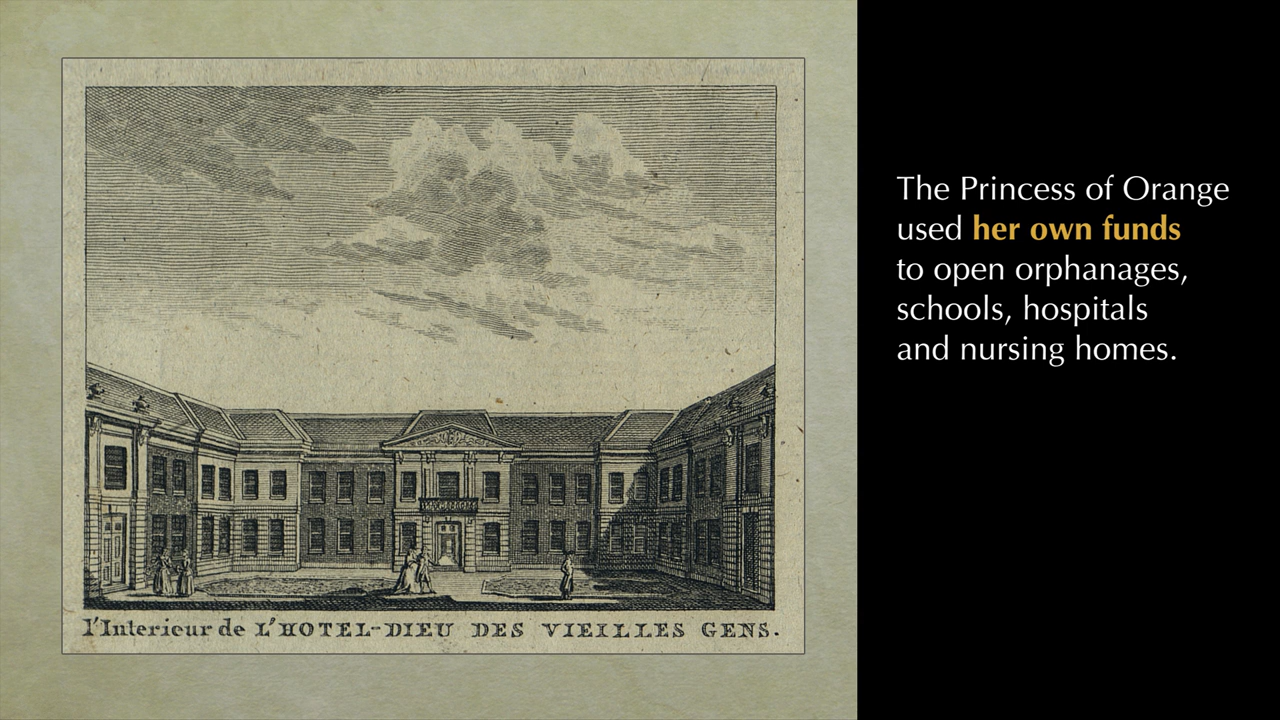 l'Interieur de L'HOTEL-DIEU DES VIEILLES GENS.
The Princess of Orange
used her own funds
to open orphanages,
schools, hospitals
and nursing homes.